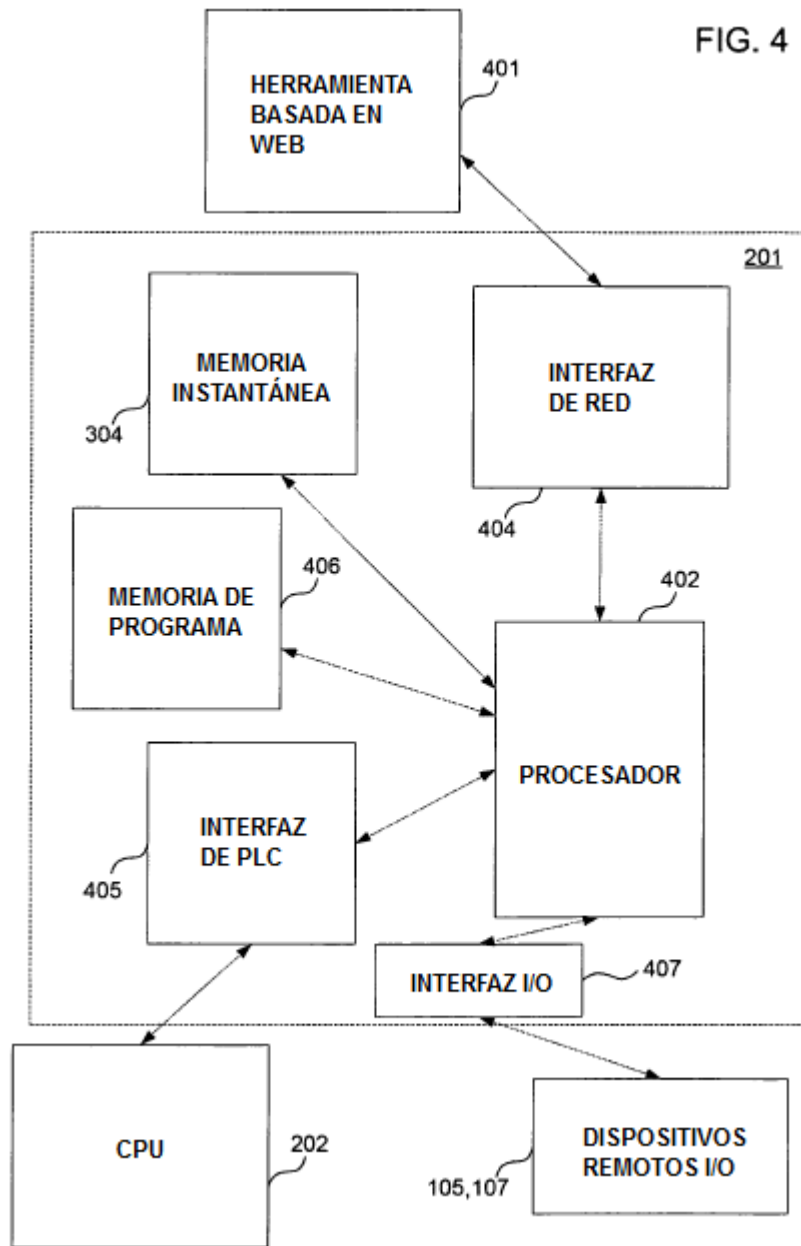 FIG. 4
HERRAMIENTA
BASADA EN
WEB
401
201
MEMORIA
INSTANTÁNEA
304
INTERFAZ
DE RED
404
MEMORIA DE
PROGRAMA
406
402
PROCESADOR
INTERFAZ
DE PLC
405
INTERFAZ I/O
407
CPU
202
DISPOSITIVOS
REMOTOS I/O
105,107